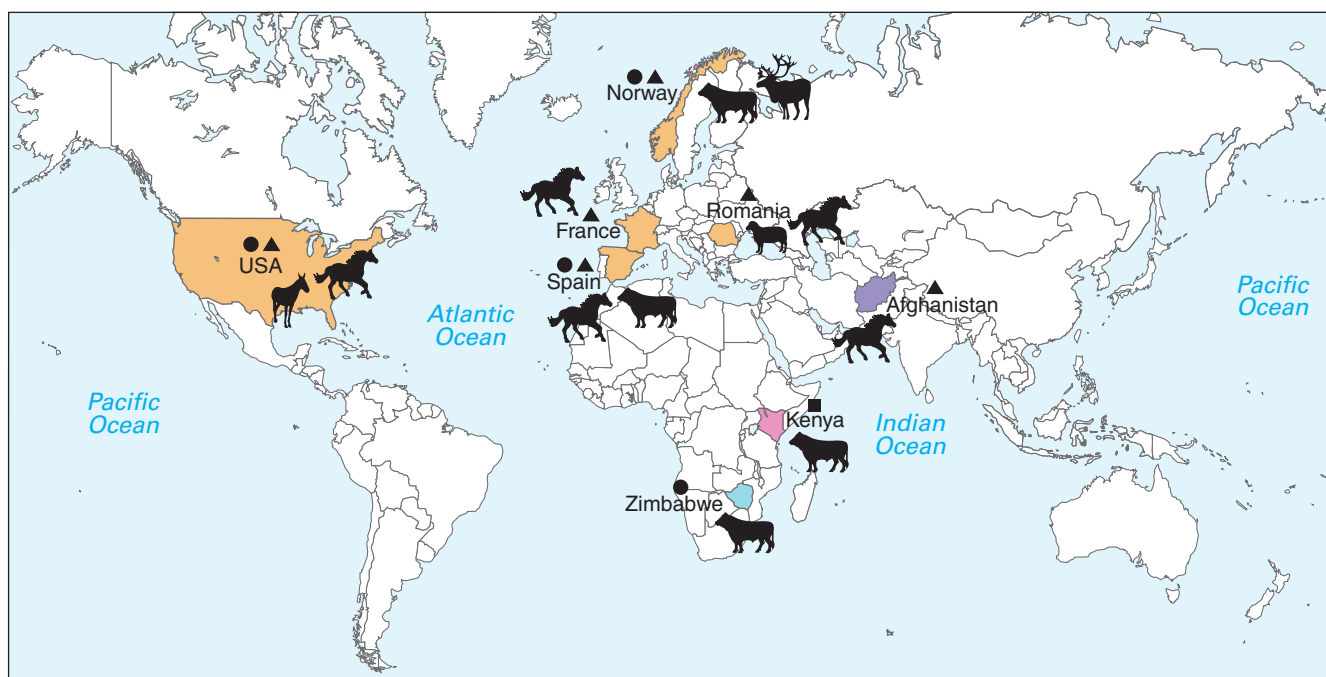 Norway
Romania
France
USA
Spain
Afghanistan
Atlantic
Ocean
Pacific
Ocean
Pacific
Ocean
Kenya
Indian
Ocean
Zimbabwe